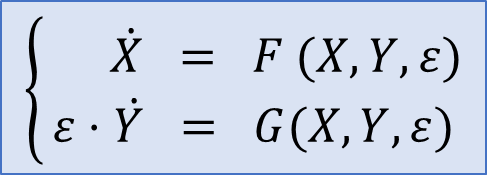 Ẋ = F (X, Y, ε)
ε · Ẏ = G(X, Y, ε)